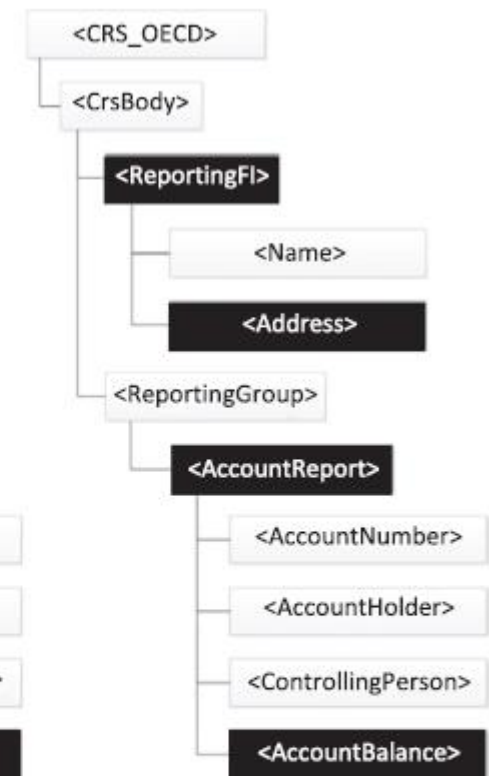 <CRS_OECD>
<CrsBody>
<ReportingFI>
<Name>
<Address>
<ReportingGroup>
<AccountReport>
<AccountNumber>
<AccountHolder>
<ControllingPerson>
>
<AccountBalance>